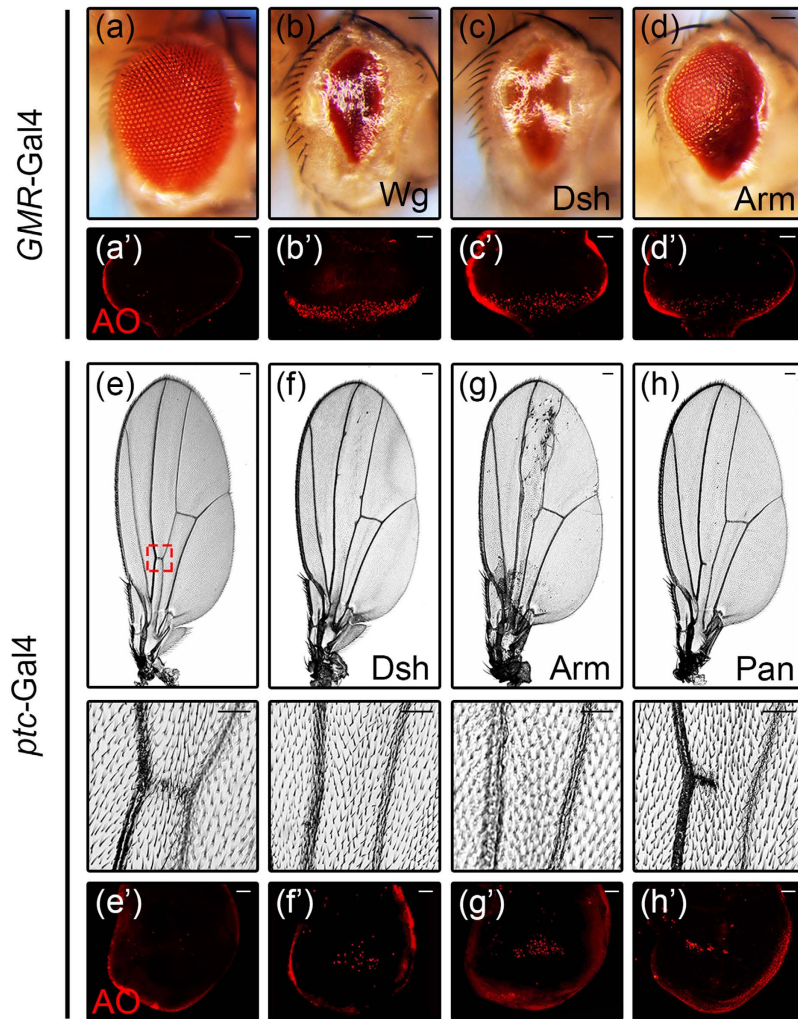 GMR-Gal4
(a)
(b)
Wg
(c)
Dsh
(d)
Arm
(a’)
AO
(b’)
(c’)
(d’)
ptc-Gal4
(e)
(f)
Dsh
(g)
Arm
(h)
Pan
(e’)
AO
(f’)
(g’)
(h’)